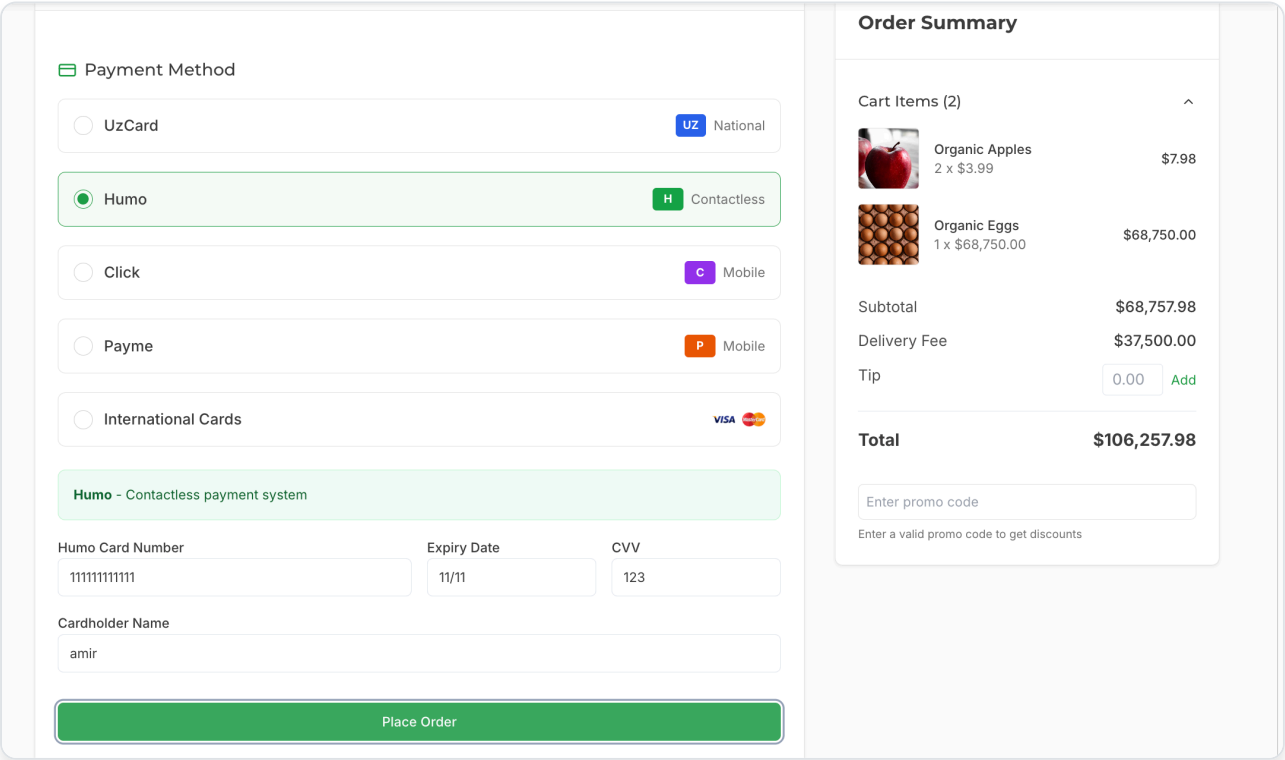 Payment Method
UzCard
UZ National
Humo
H Contactless
Click
C Mobile
Payme
P Mobile
International Cards
VISA
Humo - Contactless payment system
Humo Card Number
111111111111
Expiry Date
11/11
CVV
123
Cardholder Name
amir
Place Order
Order Summary
Cart Items (2)
Organic Apples
2 x $3.99
$7.98
Organic Eggs
1 x $68,750.00
$68,750.00
Subtotal $68,757.98
Delivery Fee $37,500.00
Tip 0.00 Add
Total $106,257.98
Enter promo code
Enter a valid promo code to get discounts